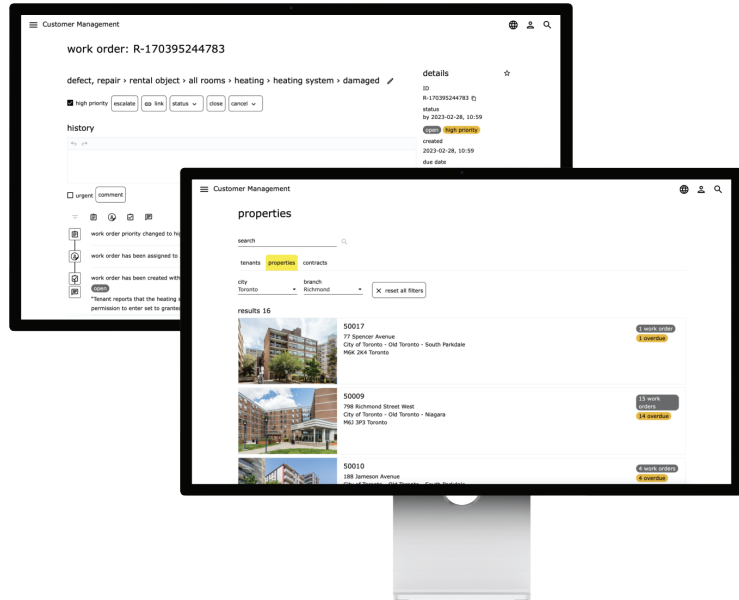 Customer Management
work order: R-170395244783
defect, repair › rental object › all rooms › heating › heating system › damaged
high priority
escalate
link
status
close
cancel
history
urgent
comment
work order priority changed to
work order has been assigned to
work order has been created with
open
"Tenant reports that the heating
permission to enter set to
details
ID
R-170395244783
status
by 2023-02-28, 10:59
open high priority
created
2023-02-28, 10:59
due date
Customer Management
properties
search
tenants properties contracts
city branch
Toronto Richmond
reset all filters
results 16
50017
77 Spencer Avenue
City of Toronto - Old Toronto - South Parkdale
M6K 2K4 Toronto
1 work order
1 overdue
50009
798 Richmond Street West
City of Toronto - Old Toronto - Niagara
M6J 3P3 Toronto
15 work
orders
14 overdue
50010
188 Jameson Avenue
City of Toronto - Old Toronto - South Parkdale
4 work orders
4 overdue